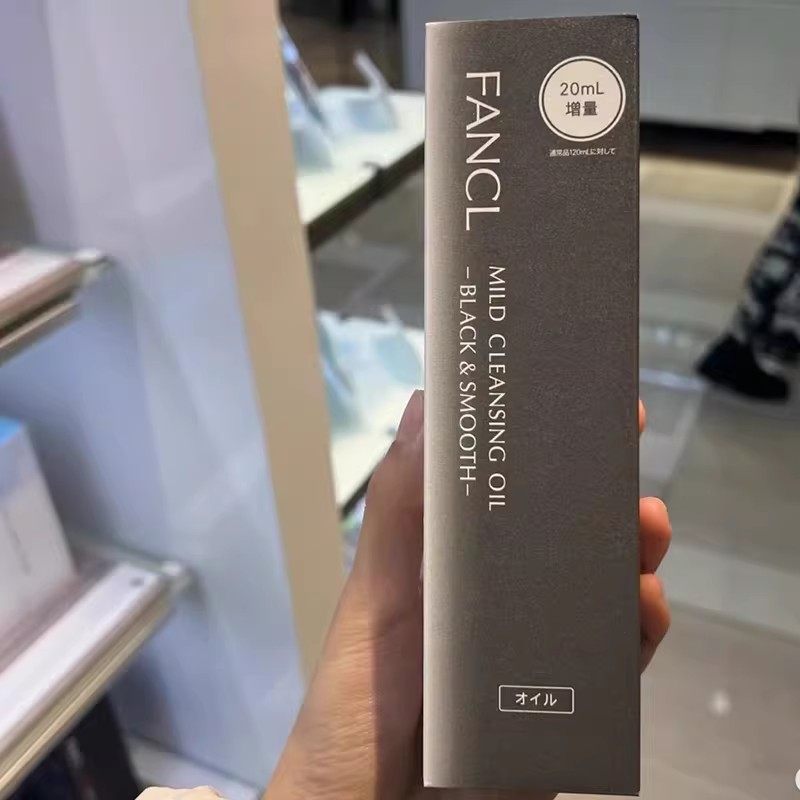 20mL
増量
通常品120mLに対して
FANCL
MILD CLEANSING OIL
–BLACK & SMOOTH–
オイル